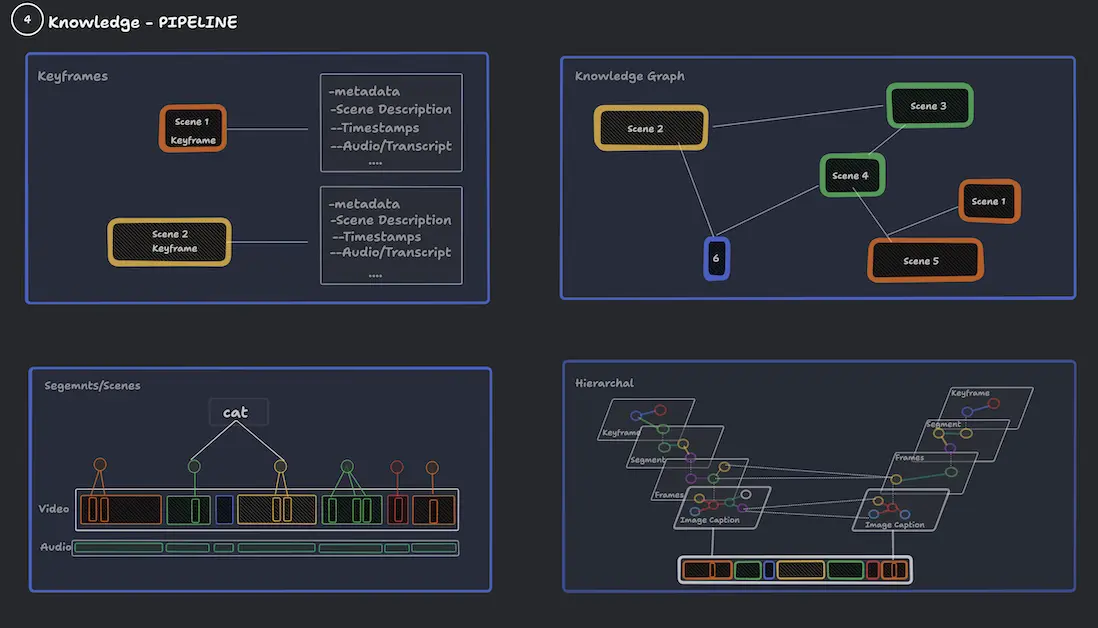 4 Knowledge - PIPELINE
Keyframes
Scene 1
Keyframe
-metadata
-Scene Description
--Timestamps
--Audio/Transcript
....
Scene 2
Keyframe
-metadata
-Scene Description
--Timestamps
--Audio/Transcript
....
Knowledge Graph
Scene 2
Scene 3
Scene 4
Scene 1
6
Scene 5
Segemnts/Scenes
cat
Video
Audio
Hierarchal
Keyframe
Segment
Frames
Image Caption
Keyframe
Segment
Frames
Image Caption